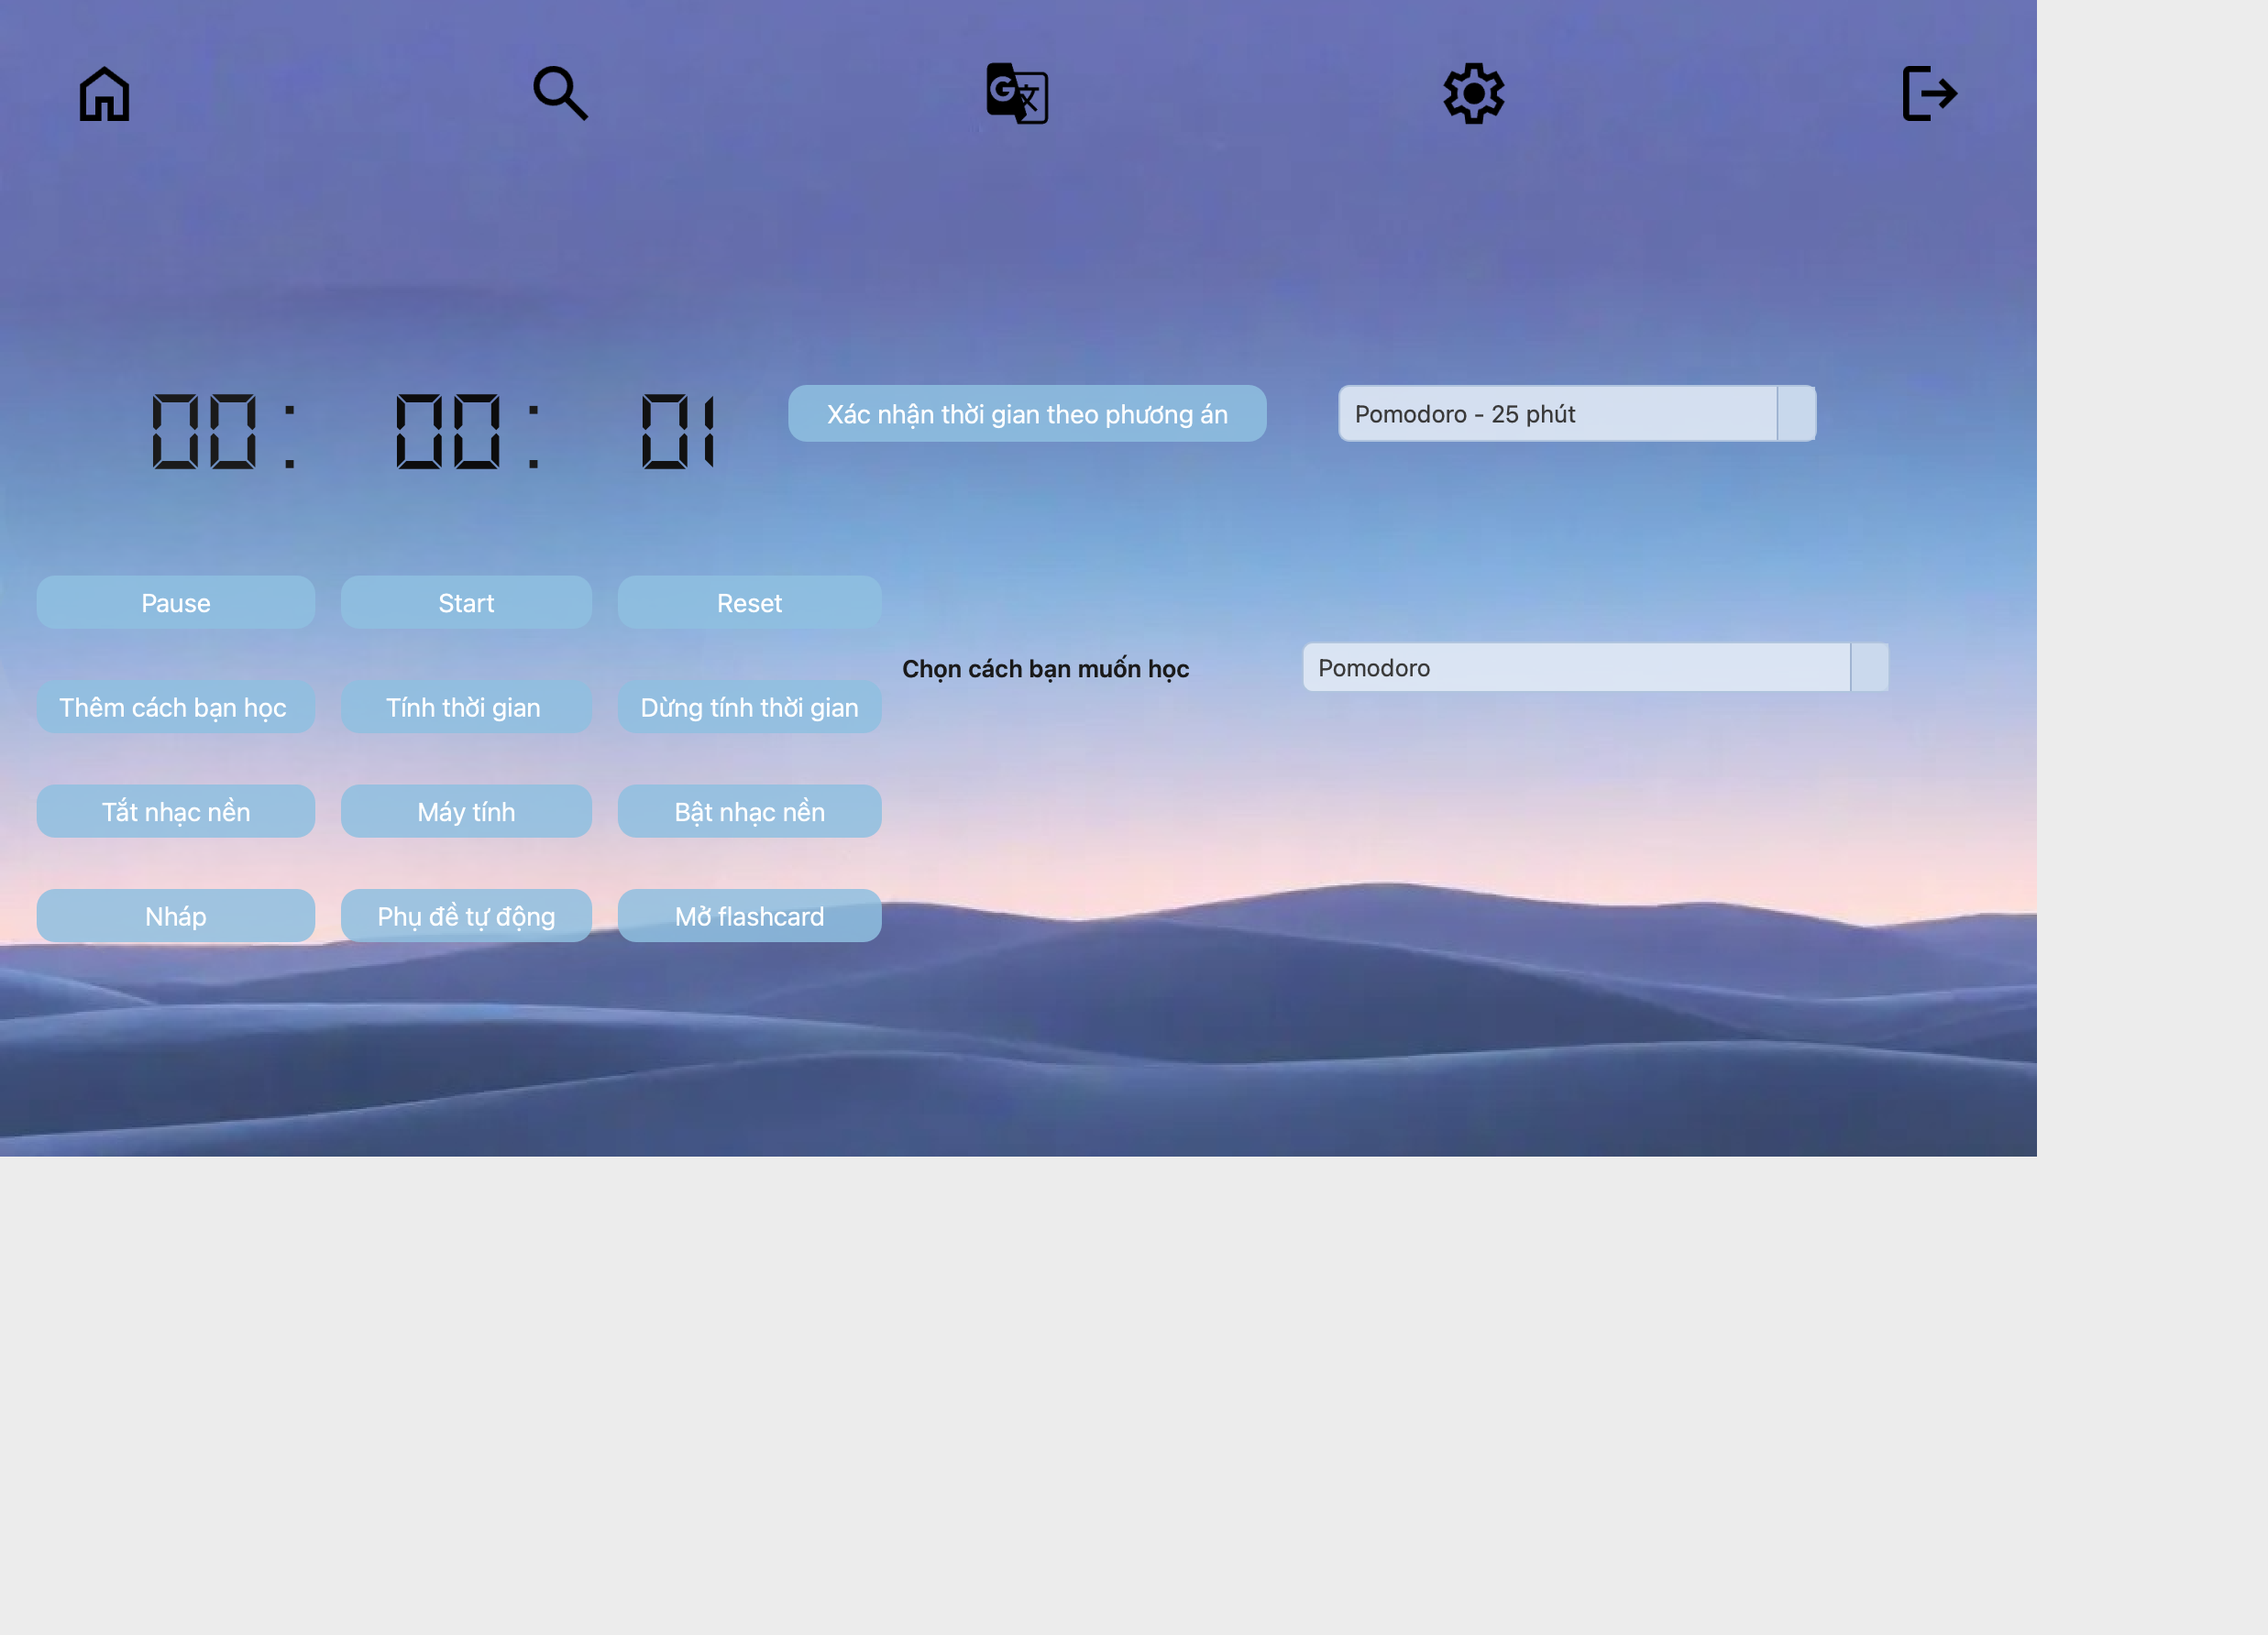 G 文
00: 00: 01
Xác nhận thời gian theo phương án
Pomodoro - 25 phút
Pause Start Reset
Chọn cách bạn muốn học
Pomodoro
Thêm cách bạn học Tính thời gian Dừng tính thời gian
Tắt nhạc nền Máy tính Bật nhạc nền
Nháp Phụ đề tự động Mở flashcard